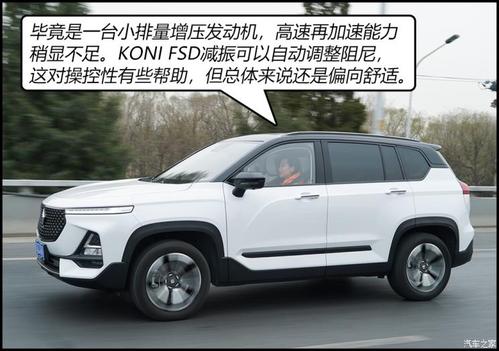 毕竟是一台小排量增压发动机，高速再加速能力
稍显不足。KONI FSD减振可以自动调整阻尼，
这对操控性有些帮助，但总体来说还是偏向舒适。
汽车之家